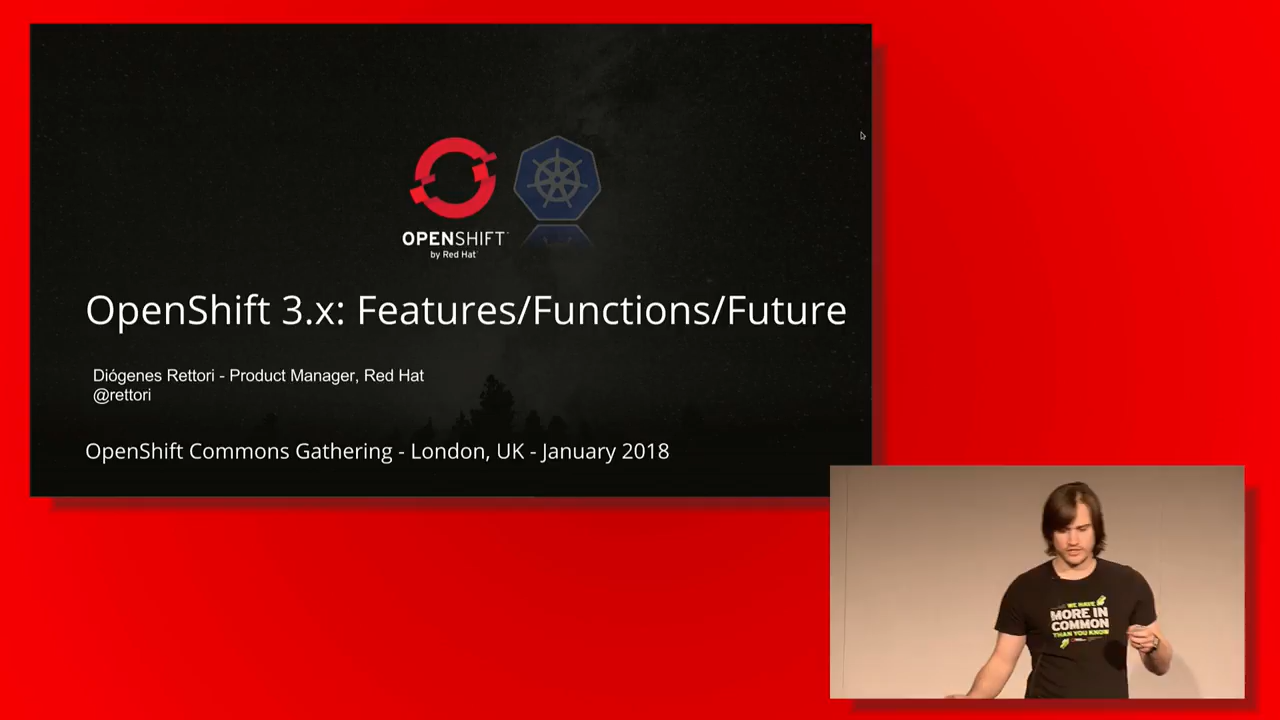 OPENSHIFT
by Red Hat
OpenShift 3.x: Features/Functions/Future
Diógenes Rettori - Product Manager, Red Hat
@rettori
OpenShift Commons Gathering - London, UK - January 2018
WE HAVE
MORE IN
COMMON
THAN YOU KNOW